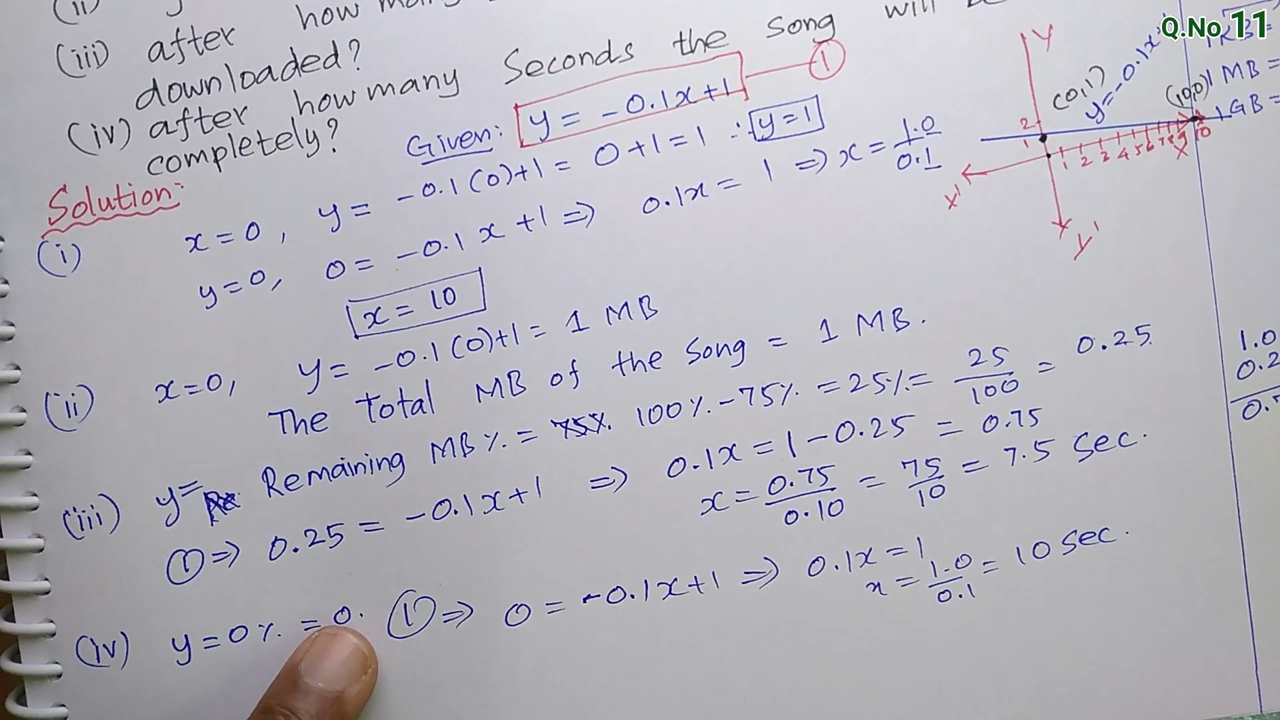 Q.No 11
(ii)
(iii) after how many
downloaded?
(iv) after how many Seconds the song will be
completely?
Given: y = -0.1x+1 ①
Solution:
(i) x=0, y = -0.1(0)+1 = 0+1=1 ∴ y=1
y=0, 0 = -0.1x+1 ⇒ 0.1x = 1 ⇒ x = 1.0/0.1
x = 10
(ii) x=0, y = -0.1(0)+1 = 1 MB
The Total MB of the Song = 1 MB.
(iii) y= Remaining MB%. = 100%.-75%. = 25%.= 25/100 = 0.25
①⇒ 0.25 = -0.1x+1 ⇒ 0.1x = 1-0.25 = 0.75
x = 0.75/0.10 = 75/10 = 7.5 sec.
(iv) y=0%. =0. ①⇒ 0 = -0.1x+1 ⇒ 0.1x=1
x = 1.0/0.1 = 10 sec.
Y
(0,1)
y=-0.1x
(10,0)
2
1
1 2 3 4 5 6 7 8 9 10
X
X'
Y'
1 MB =
1 GB =
1.0
0.2
0.7